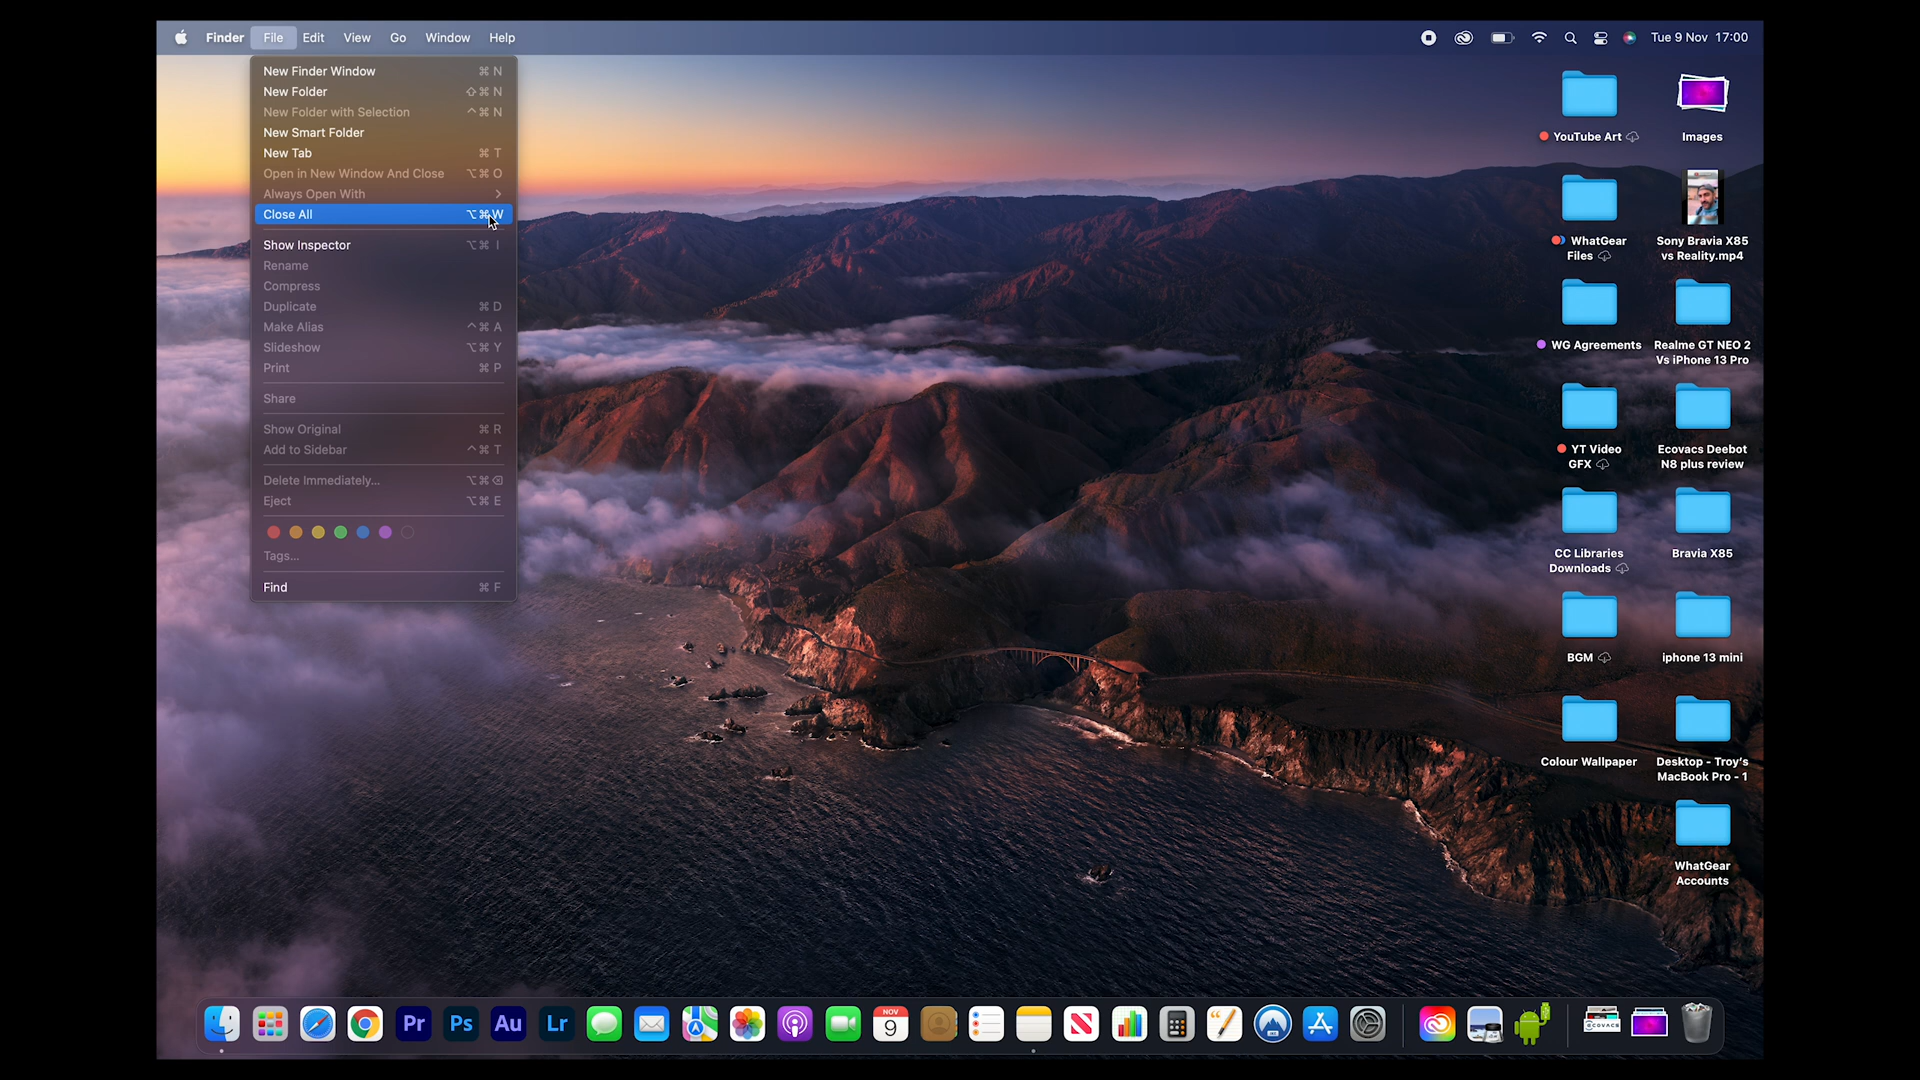 Finder File Edit View Go Window Help
Tue 9 Nov 17:00
New Finder Window ⌘ N
New Folder ⇧⌘ N
New Folder with Selection ^⌘ N
New Smart Folder
New Tab ⌘ T
Open in New Window And Close ⌥⌘ O
Always Open With >
Close All ⌥⌘ W
Show Inspector ⌥⌘ I
Rename
Compress
Duplicate ⌘ D
Make Alias ^⌘ A
Slideshow ⌥⌘ Y
Print ⌘ P
Share
Show Original ⌘ R
Add to Sidebar ^⌘ T
Delete Immediately... ⌥⌘⌫
Eject ⌥⌘ E
Tags...
Find ⌘ F
YouTube Art
Images
WhatGear
Files
Sony Bravia X85
vs Reality.mp4
WG Agreements
Realme GT NEO 2
Vs iPhone 13 Pro
YT Video
GFX
Ecovacs Deebot
N8 plus review
CC Libraries
Downloads
Bravia X85
BGM
iphone 13 mini
Colour Wallpaper
Desktop - Troy's
MacBook Pro - 1
WhatGear
Accounts
Pr Ps Au Lr
NOV
9
ECOVACS